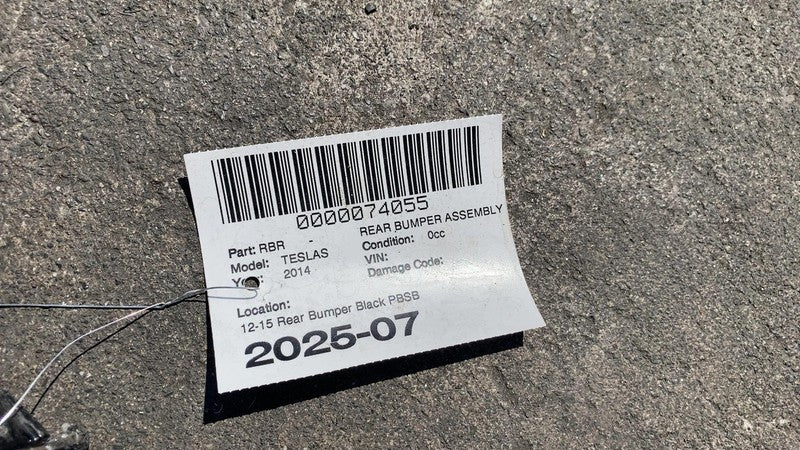 0000074055
Part: RBR - REAR BUMPER ASSEMBLY
Model: TESLAS Condition: 0cc
2014 VIN:
Damage Code:
Location:
12-15 Rear Bumper Black PBSB
2025-07